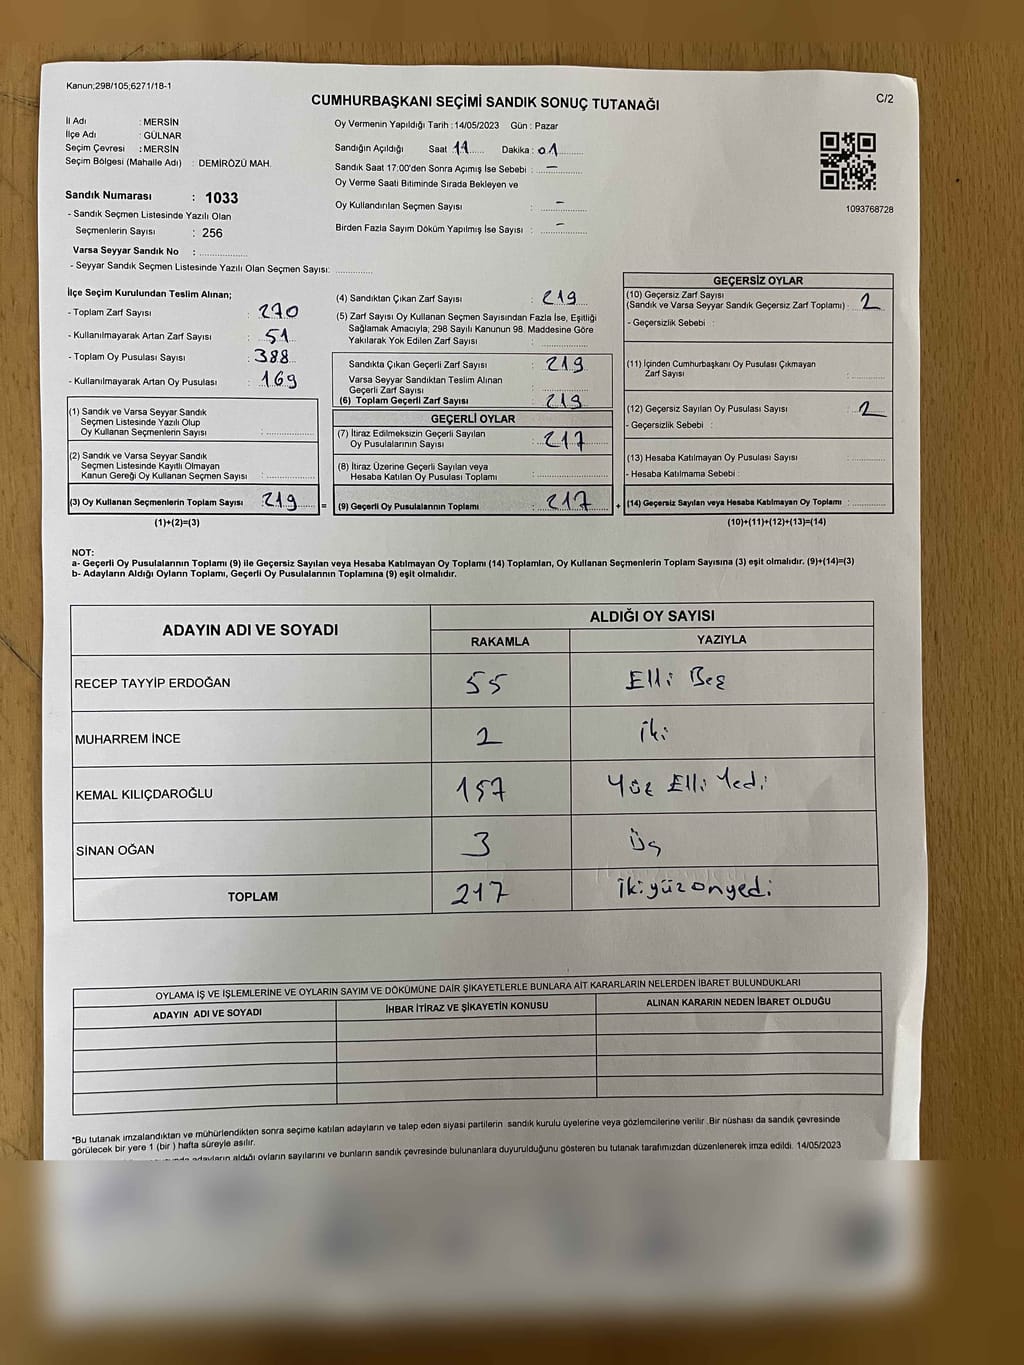 Kanun;298/105;6271/18-1
C/2
CUMHURBAŞKANI SEÇİMİ SANDIK SONUÇ TUTANAĞI
İl Adı : MERSİN
İlçe Adı : GÜLNAR
Seçim Çevresi : MERSİN
Seçim Bölgesi (Mahalle Adı) : DEMİRÖZÜ MAH.
Sandık Numarası : 1033
- Sandık Seçmen Listesinde Yazılı Olan
Seçmenlerin Sayısı : 256
Varsa Seyyar Sandık No :
- Seyyar Sandık Seçmen Listesinde Yazılı Olan Seçmen Sayısı:
Oy Vermenin Yapıldığı Tarih : 14/05/2023 Gün : Pazar
Sandığın Açıldığı Saat 11 Dakika : 01
Sandık Saat 17:00'den Sonra Açımış İse Sebebi : -
Oy Verme Saati Bitiminde Sırada Bekleyen ve
Oy Kullandırılan Seçmen Sayısı : -
Birden Fazla Sayım Döküm Yapılmış İse Sayısı : -
1093768728
İlçe Seçim Kurulundan Teslim Alınan;
- Toplam Zarf Sayısı : 270
- Kullanılmayarak Artan Zarf Sayısı : 51
- Toplam Oy Pusulası Sayısı : 388
- Kullanılmayarak Artan Oy Pusulası : 169
(1) Sandık ve Varsa Seyyar Sandık
Seçmen Listesinde Yazılı Olup
Oy Kullanan Seçmenlerin Sayısı :
(2) Sandık ve Varsa Seyyar Sandık
Seçmen Listesinde Kayıtlı Olmayan
Kanun Gereği Oy Kullanan Seçmen Sayısı :
(3) Oy Kullanan Seçmenlerin Toplam Sayısı : 219 =
(1)+(2)=(3)
(4) Sandıktan Çıkan Zarf Sayısı : 219
(5) Zarf Sayısı Oy Kullanan Seçmen Sayısından Fazla İse, Eşitliği
Sağlamak Amacıyla; 298 Sayılı Kanunun 98. Maddesine Göre
Yakılarak Yok Edilen Zarf Sayısı :
Sandıkta Çıkan Geçerli Zarf Sayısı : 219
Varsa Seyyar Sandıktan Teslim Alınan
Geçerli Zarf Sayısı :
(6) Toplam Geçerli Zarf Sayısı : 219
GEÇERLİ OYLAR
(7) İtiraz Edilmeksizin Geçerli Sayılan
Oy Pusulalarının Sayısı : 217
(8) İtiraz Üzerine Geçerli Sayılan veya
Hesaba Katılan Oy Pusulası Toplamı :
(9) Geçerli Oy Pusulalarının Toplamı : 217 +
GEÇERSİZ OYLAR
(10) Geçersiz Zarf Sayısı
(Sandık ve Varsa Seyyar Sandık Geçersiz Zarf Toplamı) : 2
- Geçersizlik Sebebi :
(11) İçinden Cumhurbaşkanı Oy Pusulası Çıkmayan
Zarf Sayısı :
(12) Geçersiz Sayılan Oy Pusulası Sayısı : 2
- Geçersizlik Sebebi :
(13) Hesaba Katılmayan Oy Pusulası Sayısı :
- Hesaba Katılmama Sebebi :
(14) Geçersiz Sayılan veya Hesaba Katılmayan Oy Toplamı :
(10)+(11)+(12)+(13)=(14)
NOT:
a- Geçerli Oy Pusulalarının Toplamı (9) ile Geçersiz Sayılan veya Hesaba Katılmayan Oy Toplamı (14) Toplamları, Oy Kullanan Seçmenlerin Toplam Sayısına (3) eşit olmalıdır. (9)+(14)=(3)
b- Adayların Aldığı Oyların Toplamı, Geçerli Oy Pusulalarının Toplamına (9) eşit olmalıdır.
ADAYIN ADI VE SOYADI
ALDIĞI OY SAYISI
RAKAMLA YAZIYLA
RECEP TAYYİP ERDOĞAN 55 Elli Beş
MUHARREM İNCE 2 İki
KEMAL KILIÇDAROĞLU 157 Yüz Elli Yedi
SİNAN OĞAN 3 Üç
TOPLAM 217 İkiyüzonyedi
OYLAMA İŞ VE İŞLEMLERİNE VE OYLARIN SAYIM VE DÖKÜMÜNE DAİR ŞİKAYETLERLE BUNLARA AİT KARARLARIN NELERDEN İBARET BULUNDUKLARI
ADAYIN ADI VE SOYADI İHBAR İTİRAZ VE ŞİKAYETİN KONUSU ALINAN KARARIN NEDEN İBARET OLDUĞU
*Bu tutanak imzalandıktan ve mühürlendikten sonra seçime katılan adayların ve talep eden siyasi partilerin sandık kurulu üyelerine veya gözlemcilerine verilir .Bir nüshası da sandık çevresinde
görülecek bir yere 1 (bir ) hafta süreyle asılır.
adayların aldığı oyların sayılarını ve bunların sandık çevresinde bulunanlara duyurulduğunu gösteren bu tutanak tarafımızdan düzenlenerek imza edildi. 14/05/2023